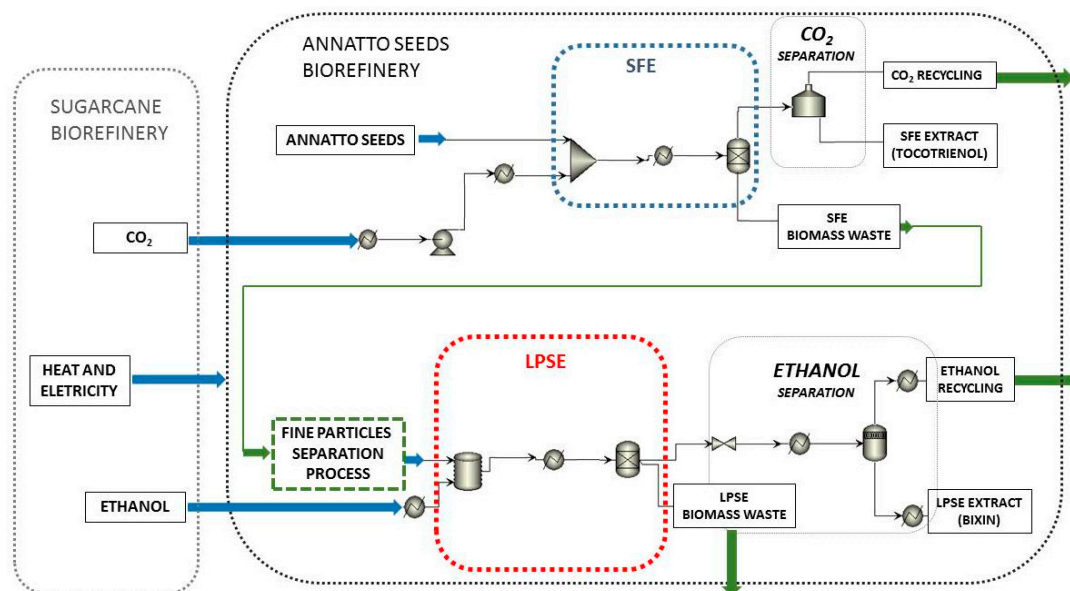 SUGARCANE
BIOREFINERY
ANNATTO SEEDS
BIOREFINERY
SFE
CO₂
SEPARATION
CO₂ RECYCLING
ANNATTO SEEDS
SFE EXTRACT
(TOCOTRIENOL)
CO₂
SFE
BIOMASS WASTE
HEAT AND
ELETRICITY
LPSE
ETHANOL
SEPARATION
ETHANOL
RECYCLING
FINE PARTICLES
SEPARATION
PROCESS
ETHANOL
LPSE
BIOMASS WASTE
LPSE EXTRACT
(BIXIN)